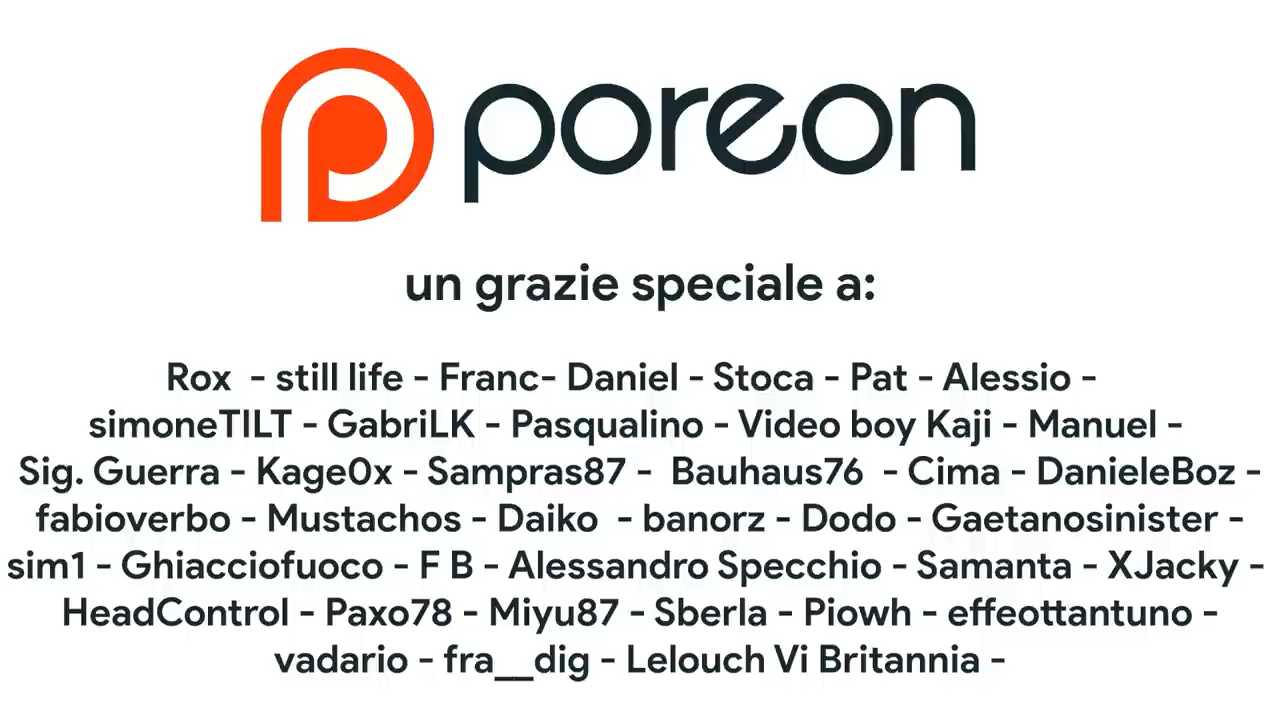 poreon
un grazie speciale a:
Rox - still life - Franc- Daniel - Stoca - Pat - Alessio -
simoneTILT - GabriLK - Pasqualino - Video boy Kaji - Manuel -
Sig. Guerra - Kage0x - Sampras87 - Bauhaus76 - Cima - DanieleBoz -
fabioverbo - Mustachos - Daiko - banorz - Dodo - Gaetanosinister -
sim1 - Ghiacciofuoco - F B - Alessandro Specchio - Samanta - XJacky -
HeadControl - Paxo78 - Miyu87 - Sberla - Piowh - effeottantuno -
vadario - fra__dig - Lelouch Vi Britannia -